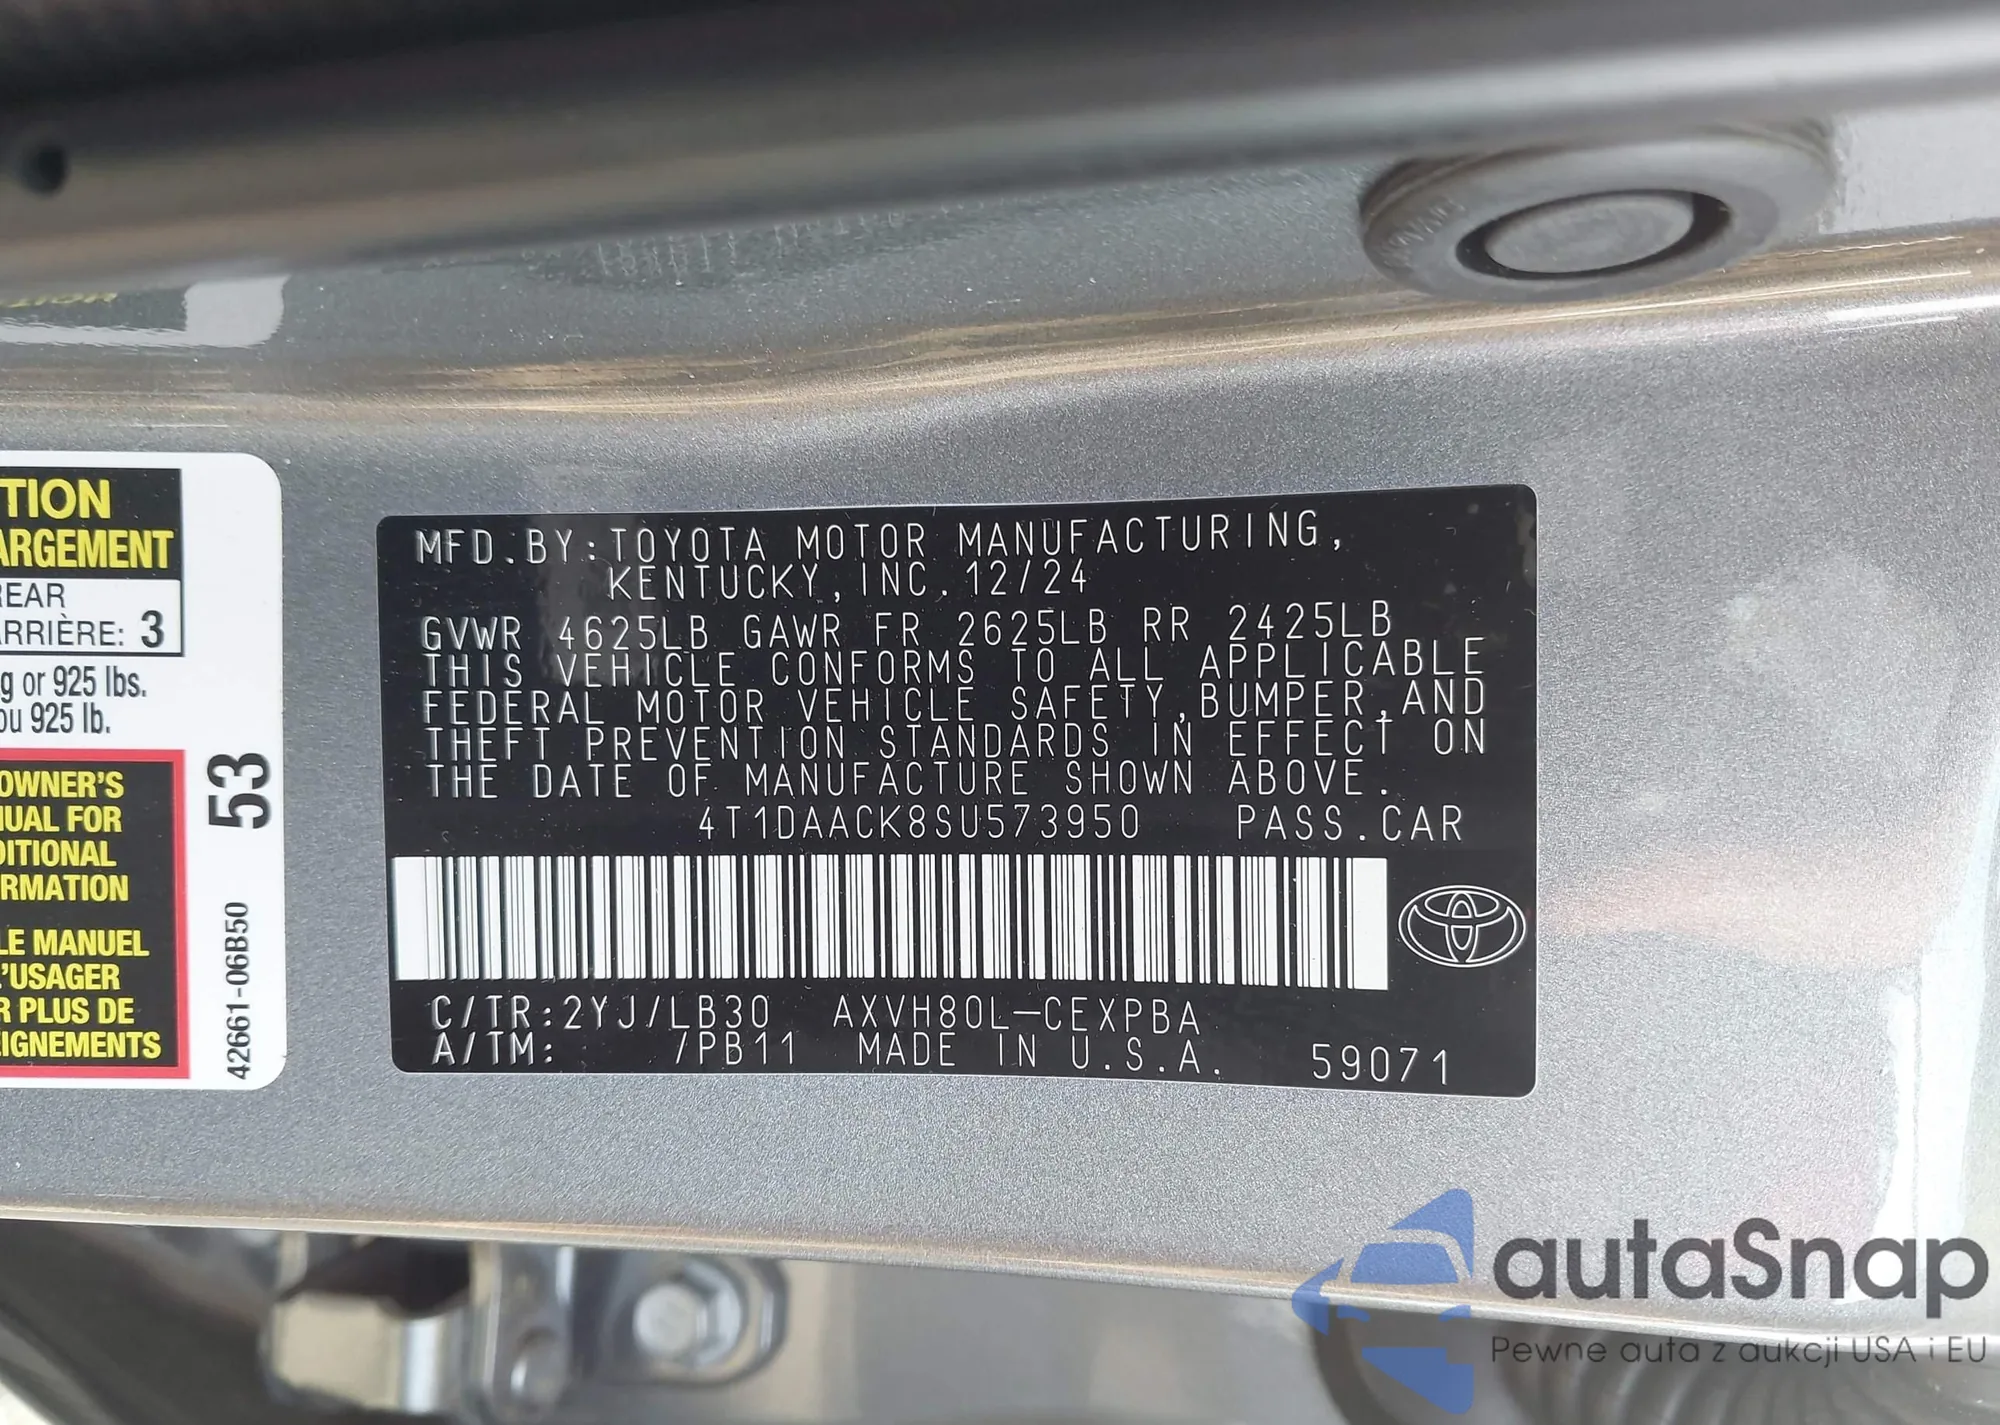 TION
ARGEMENT
REAR
ARRIÈRE: 3
g or 925 lbs.
ou 925 lb.
OWNER'S
NUAL FOR
DITIONAL
RMATION
LE MANUEL
L'USAGER
R PLUS DE
EIGNEMENTS
53
42661-06B50
MFD.BY:TOYOTA MOTOR MANUFACTURING,
KENTUCKY,INC.12/24
GVWR 4625LB GAWR FR 2625LB RR 2425LB
THIS VEHICLE CONFORMS TO ALL APPLICABLE
FEDERAL MOTOR VEHICLE SAFETY,BUMPER,AND
THEFT PREVENTION STANDARDS IN EFFECT ON
THE DATE OF MANUFACTURE SHOWN ABOVE.
4T1DAACK8SU573950 PASS.CAR
C/TR:2YJ/LB30 AXVH80L-CEXPBA
A/TM: /PB11 MADE IN U.S.A. 59071
autaSnap
Pewne auta z aukcji USA i EU